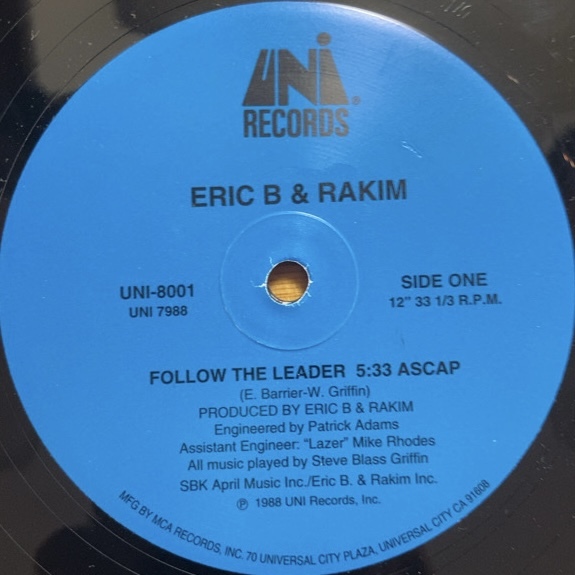 UNI
RECORDS
ERIC B & RAKIM
UNI-8001
UNI 7988
SIDE ONE
12" 33 1/3 R.P.M.
FOLLOW THE LEADER 5:33 ASCAP
(E. Barrier-W. Griffin)
PRODUCED BY ERIC B & RAKIM
Engineered by Patrick Adams
Assistant Engineer: "Lazer" Mike Rhodes
All music played by Steve Blass Griffin
SBK April Music Inc./Eric B. & Rakim Inc.
℗ 1988 UNI Records, Inc.
MFG BY MCA RECORDS, INC. 70 UNIVERSAL CITY PLAZA, UNIVERSAL CITY CA 91608